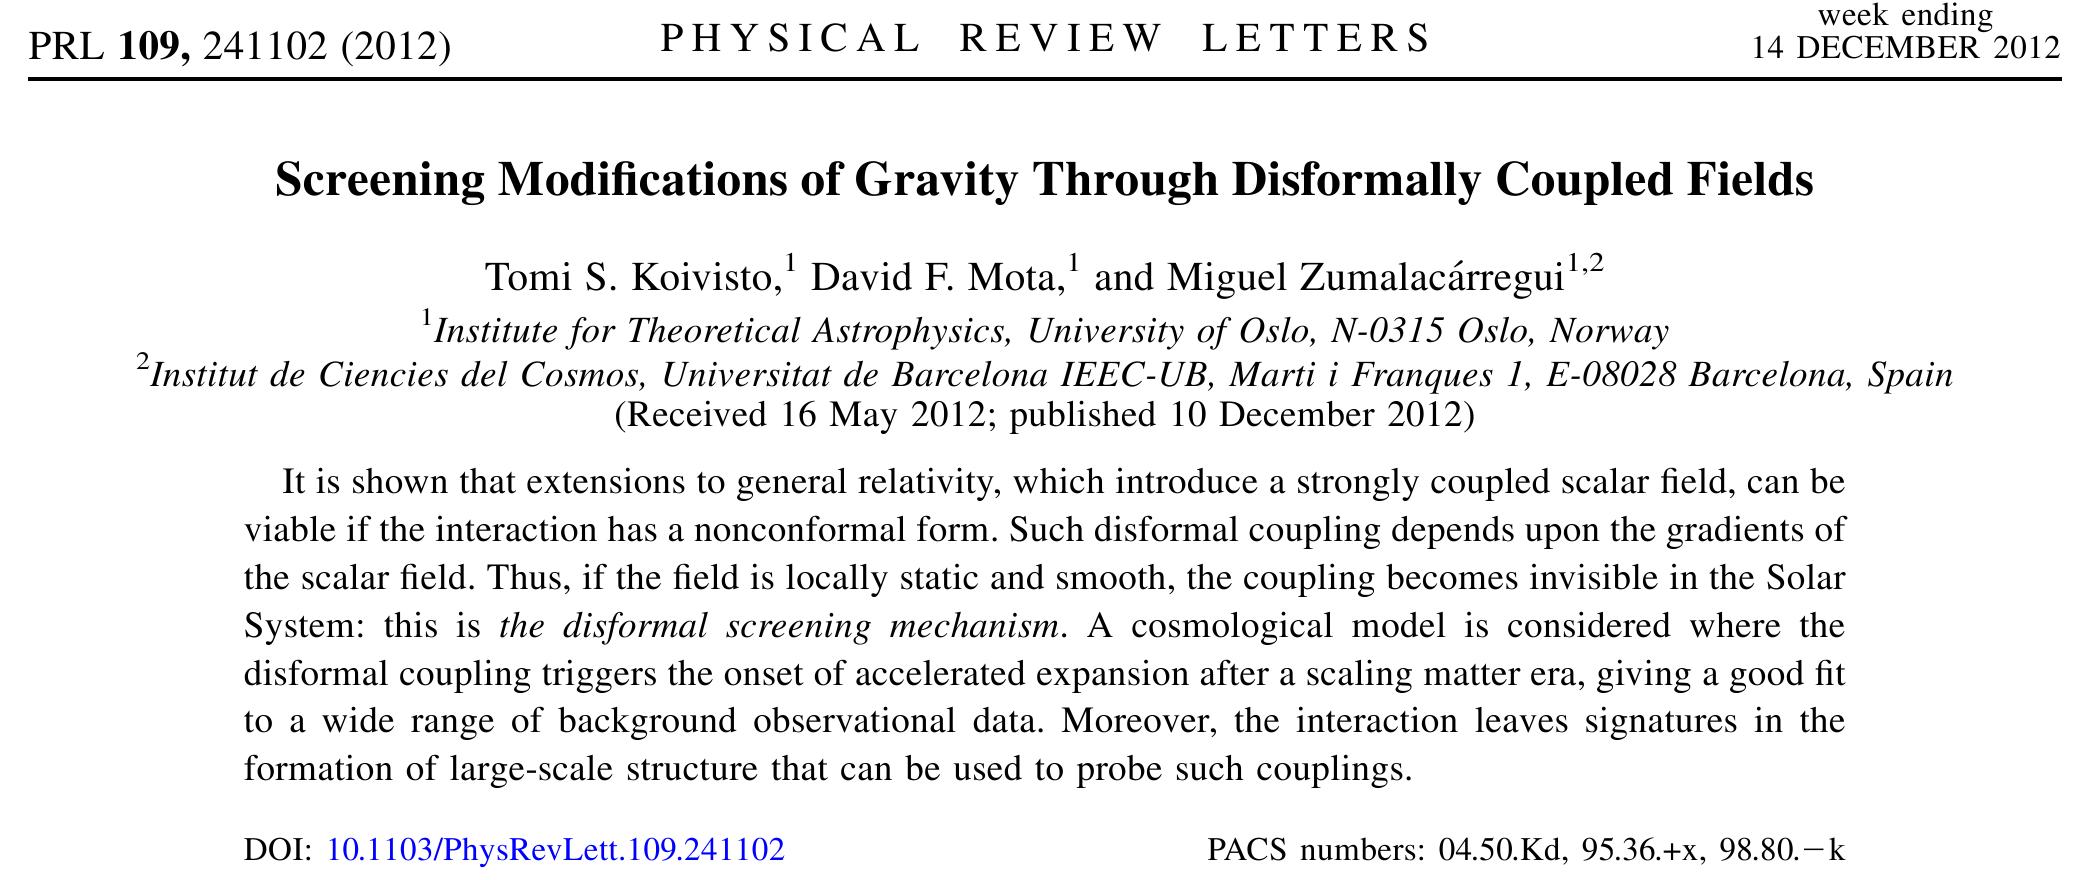 PRL 109, 241102 (2012)
PHYSICAL REVIEW LETTERS
week ending
14 DECEMBER 2012
Screening Modifications of Gravity Through Disformally Coupled Fields
Tomi S. Koivisto,1 David F. Mota,1 and Miguel Zumalacárregui1,2
1Institute for Theoretical Astrophysics, University of Oslo, N-0315 Oslo, Norway
2Institut de Ciencies del Cosmos, Universitat de Barcelona IEEC-UB, Marti i Franques 1, E-08028 Barcelona, Spain
(Received 16 May 2012; published 10 December 2012)
It is shown that extensions to general relativity, which introduce a strongly coupled scalar field, can be
viable if the interaction has a nonconformal form. Such disformal coupling depends upon the gradients of
the scalar field. Thus, if the field is locally static and smooth, the coupling becomes invisible in the Solar
System: this is the disformal screening mechanism. A cosmological model is considered where the
disformal coupling triggers the onset of accelerated expansion after a scaling matter era, giving a good fit
to a wide range of background observational data. Moreover, the interaction leaves signatures in the
formation of large-scale structure that can be used to probe such couplings.
DOI: 10.1103/PhysRevLett.109.241102
PACS numbers: 04.50.Kd, 95.36.+x, 98.80.−k